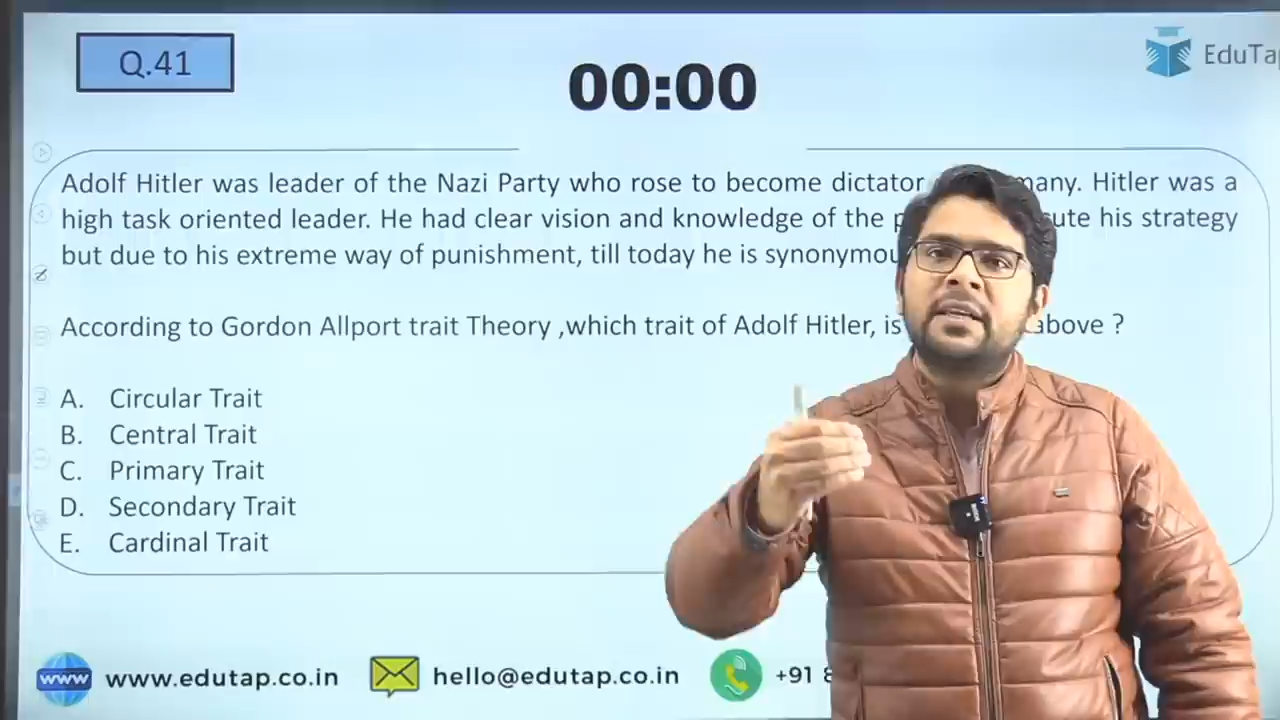 Q.41
00:00
EduTap
Adolf Hitler was leader of the Nazi Party who rose to become dictator many. Hitler was a
high task oriented leader. He had clear vision and knowledge of the his strategy
but due to his extreme way of punishment, till today he is
According to Gordon Allport trait Theory ,which trait of Adolf Hitler, is above ?
A. Circular Trait
B. Central Trait
C. Primary Trait
D. Secondary Trait
E. Cardinal Trait
www www.edutap.co.in hello@edutap.co.in +91